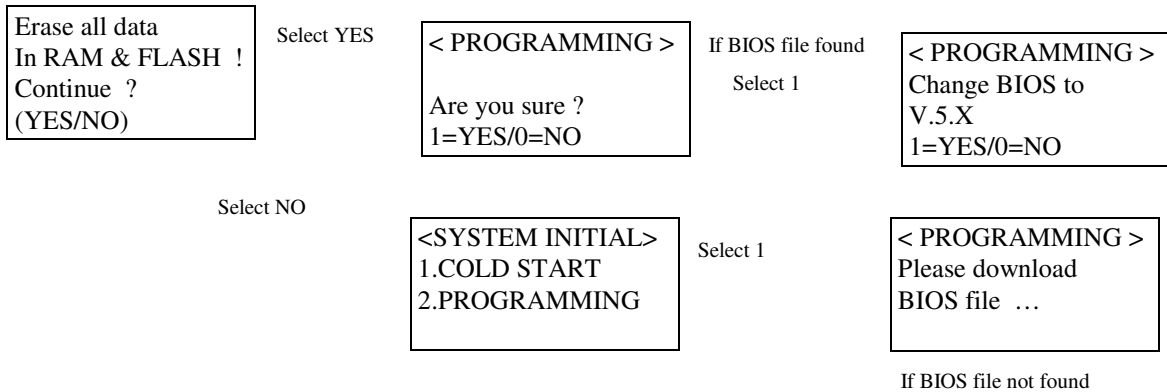 Erase all data
In RAM & FLASH !
Continue ?
(YES/NO)
Select YES
< PROGRAMMING >
Are you sure ?
1=YES/0=NO
If BIOS file found
Select 1
< PROGRAMMING >
Change BIOS to
V.5.X
1=YES/0=NO
Select NO
<SYSTEM INITIAL>
1.COLD START
2.PROGRAMMING
Select 1
< PROGRAMMING >
Please download
BIOS file …
If BIOS file not found